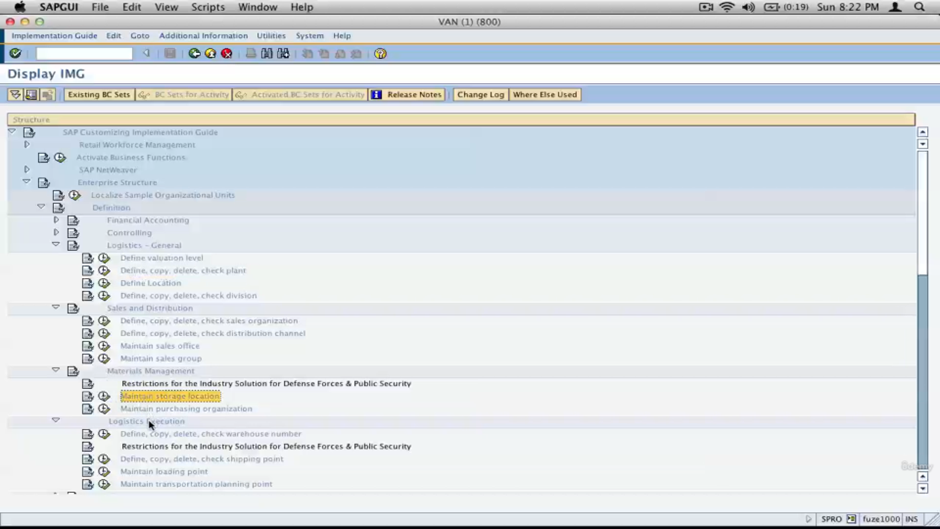 SAPGUI File Edit View Scripts Window Help (0:19) Sun 8:22 PM
VAN (1) (800)
Implementation Guide Edit Goto Additional Information Utilities System Help
Display IMG
Existing BC Sets BC Sets for Activity Activated BC Sets for Activity Release Notes Change Log Where Else Used
Structure
SAP Customizing Implementation Guide
Retail Workforce Management
Activate Business Functions
SAP NetWeaver
Enterprise Structure
Localize Sample Organizational Units
Definition
Financial Accounting
Controlling
Logistics - General
Define valuation level
Define, copy, delete, check plant
Define Location
Define, copy, delete, check division
Sales and Distribution
Define, copy, delete, check sales organization
Define, copy, delete, check distribution channel
Maintain sales office
Maintain sales group
Materials Management
Restrictions for the Industry Solution for Defense Forces & Public Security
Maintain storage location
Maintain purchasing organization
Logistics Execution
Define, copy, delete, check warehouse number
Restrictions for the Industry Solution for Defense Forces & Public Security
Define, copy, delete, check shipping point
Maintain loading point
Maintain transportation planning point
Udemy
SPRO fuze1000 INS